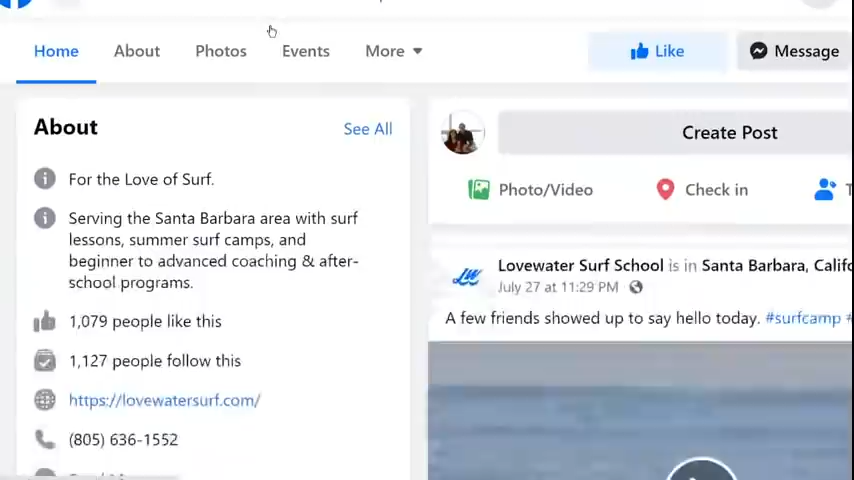 Home
About
Photos
Events
More
Like
Message
About
See All
For the Love of Surf.
Serving the Santa Barbara area with surf
lessons, summer surf camps, and
beginner to advanced coaching & after-
school programs.
1,079 people like this
1,127 people follow this
https://lovewatersurf.com/
(805) 636-1552
Create Post
Photo/Video
Check in
LW
Lovewater Surf School is in Santa Barbara, Califo
July 27 at 11:29 PM
A few friends showed up to say hello today. #surfcamp #